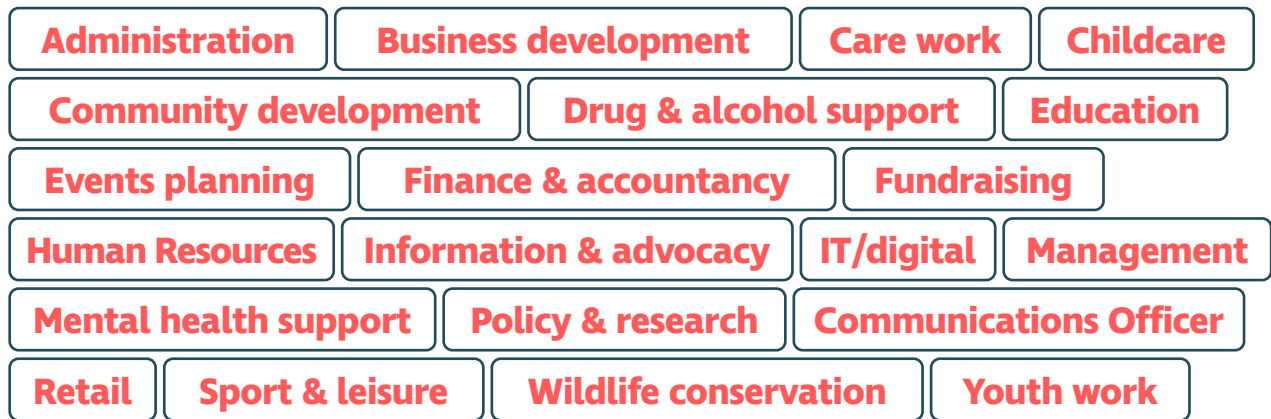 Administration Business development Care work Childcare
Community development Drug & alcohol support Education
Events planning Finance & accountancy Fundraising
Human Resources Information & advocacy IT/digital Management
Mental health support Policy & research Communications Officer
Retail Sport & leisure Wildlife conservation Youth work